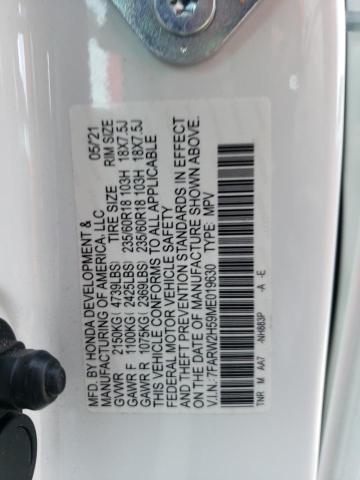 MFD. BY HONDA DEVELOPMENT & 05/21
MANUFACTURING OF AMERICA, LLC
TIRE SIZE RIM SIZE
GVWR 2150KG( 4739LBS)
GAWR F 1100KG( 2425LBS) 235/60R18 103H 18X7.5J
GAWR R 1075KG( 2369LBS) 235/60R18 103H 18X7.5J
THIS VEHICLE CONFORMS TO ALL APPLICABLE
FEDERAL MOTOR VEHICLE SAFETY
AND THEFT PREVENTION STANDARDS IN EFFECT
ON THE DATE OF MANUFACTURE SHOWN ABOVE.
V.I.N.: 7FARW2H59ME019630 TYPE: MPV
TNR M AA7 -NH883P -A -E